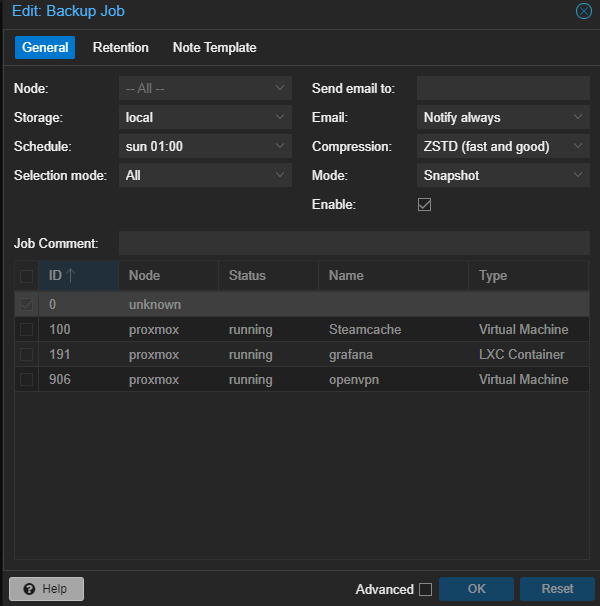 Edit: Backup Job
General Retention Note Template
Node: -- All -- Send email to:
Storage: local Email: Notify always
Schedule: sun 01:00 Compression: ZSTD (fast and good)
Selection mode: All Mode: Snapshot
Enable:
Job Comment:
ID Node Status Name Type
0 unknown
100 proxmox running Steamcache Virtual Machine
191 proxmox running grafana LXC Container
906 proxmox running openvpn Virtual Machine
Help Advanced OK Reset